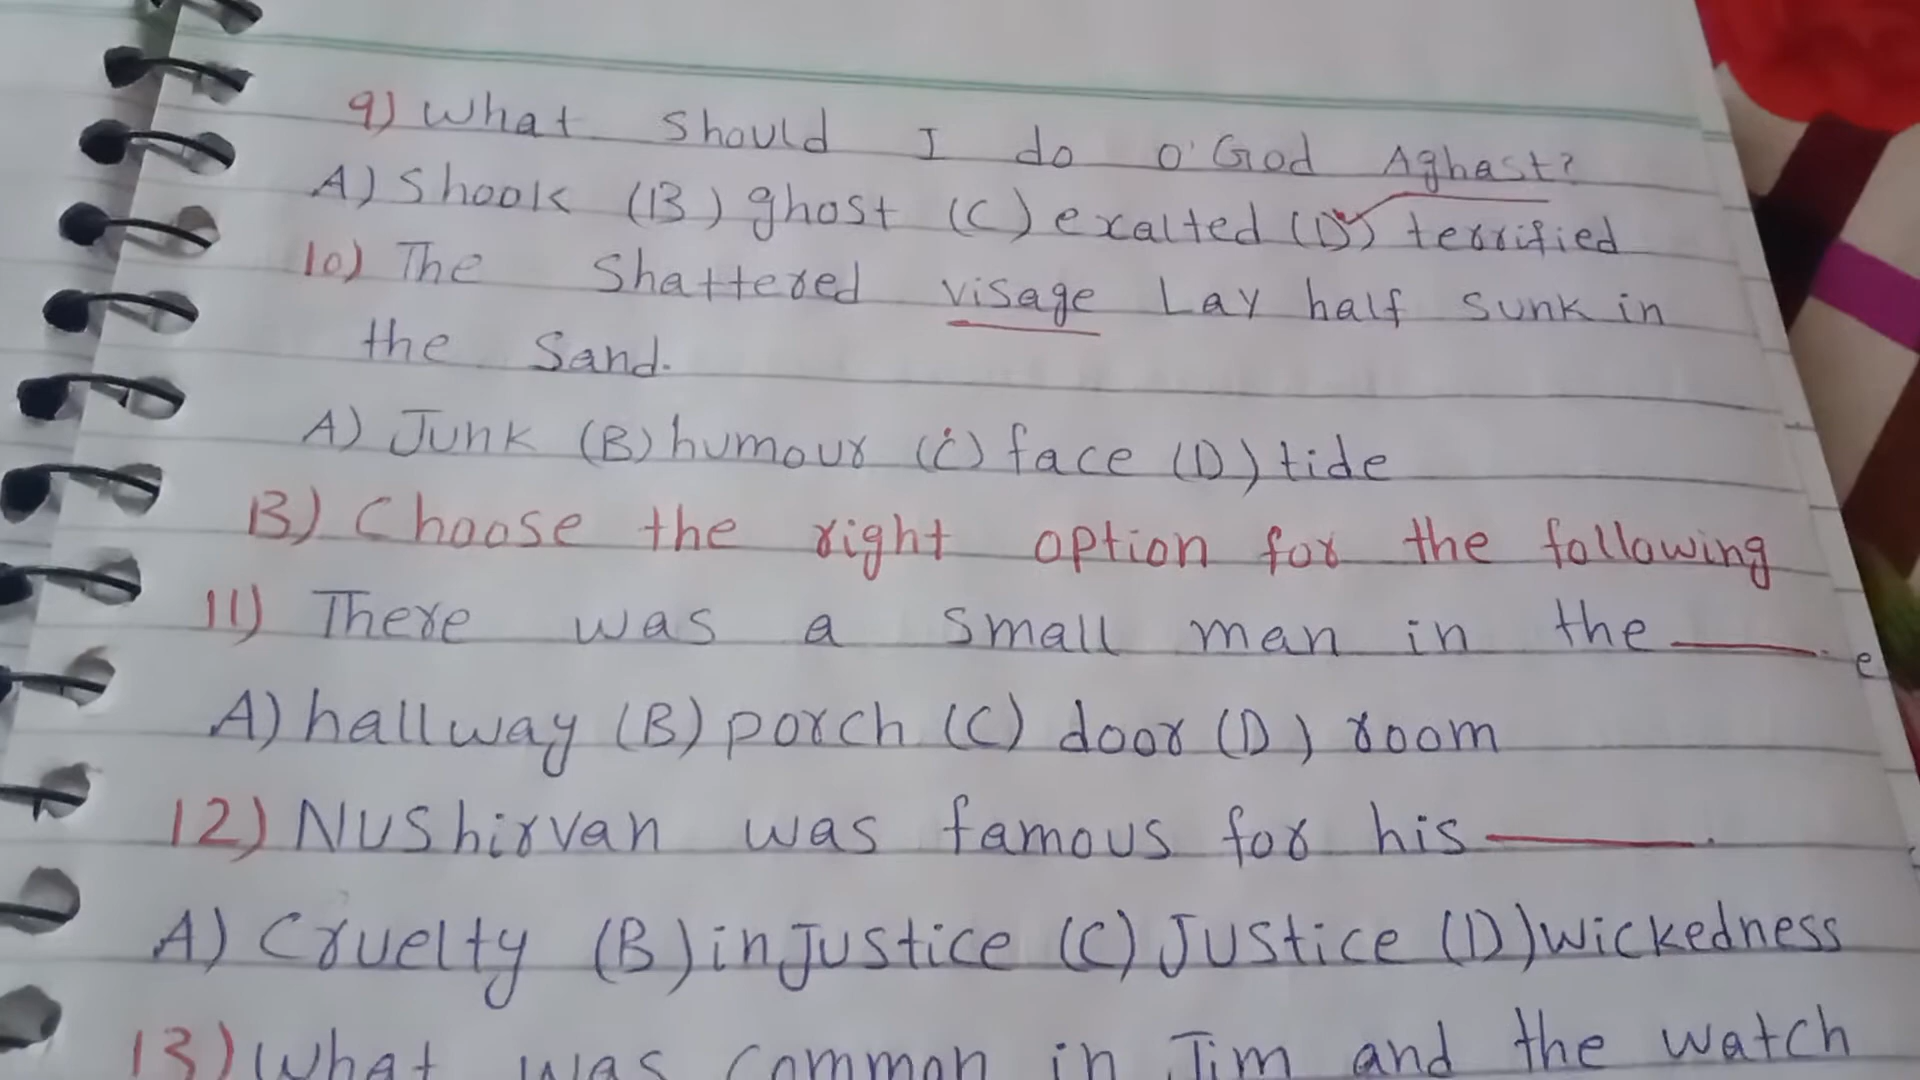 9) What should I do o' God Aghast?
A) Shook (B) ghost (C) exalted (D) terrified
10) The Shattered visage Lay half sunk in
the Sand.
A) Junk (B) humour (C) face (D) tide
B) Choose the right option for the following
11) There was a small man in the ______.
e
A) hallway (B) porch (C) door (D) room
12) NuShirvan was famous for his ______.
A) Cruelty (B) injustice (C) Justice (D) wickedness
13) What was common in Jim and the watch